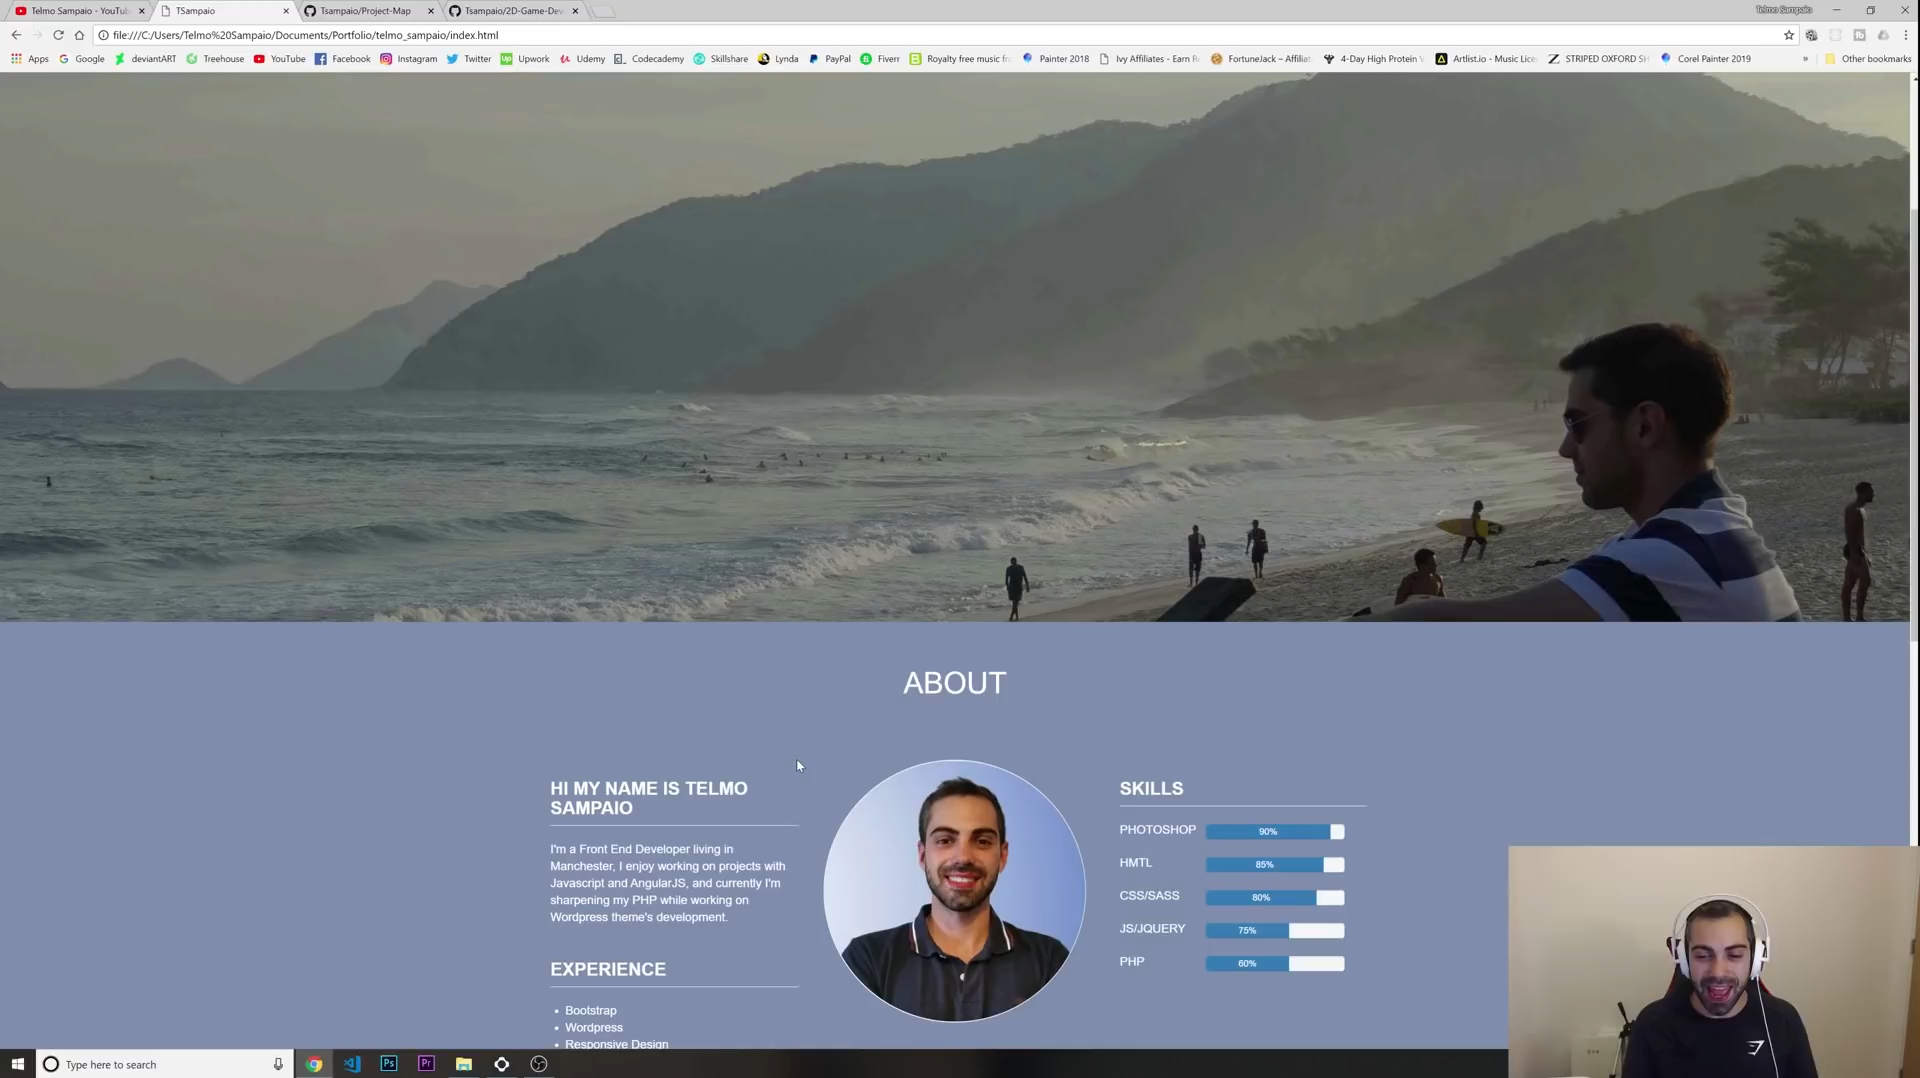 Telmo Sampaio - YouTub
TSampaio
Tsampaio/Project-Map
Tsampaio/2D-Game-Dev
Telmo Sampaio
file:///C:/Users/Telmo%20Sampaio/Documents/Portfolio/telmo_sampaio/index.html
Apps
Google
deviantART
Treehouse
YouTube
Facebook
Instagram
Twitter
Upwork
Udemy
Codecademy
Skillshare
Lynda
PayPal
Fiverr
Royalty free music fr
Painter 2018
Ivy Affiliates - Earn R
FortuneJack ~ Affilia
4-Day High Protein
Artlist.io - Music Lice
STRIPED OXFORD SH
Corel Painter 2019
»
Other bookmarks
ABOUT
HI MY NAME IS TELMO
SAMPAIO
I'm a Front End Developer living in
Manchester, I enjoy working on projects with
Javascript and AngularJS, and currently I'm
sharpening my PHP while working on
Wordpress theme's development.
EXPERIENCE
• Bootstrap
• Wordpress
• Responsive Design
SKILLS
PHOTOSHOP 90%
HMTL 85%
CSS/SASS 80%
JS/JQUERY 75%
PHP 60%
Type here to search
Ps
Pr